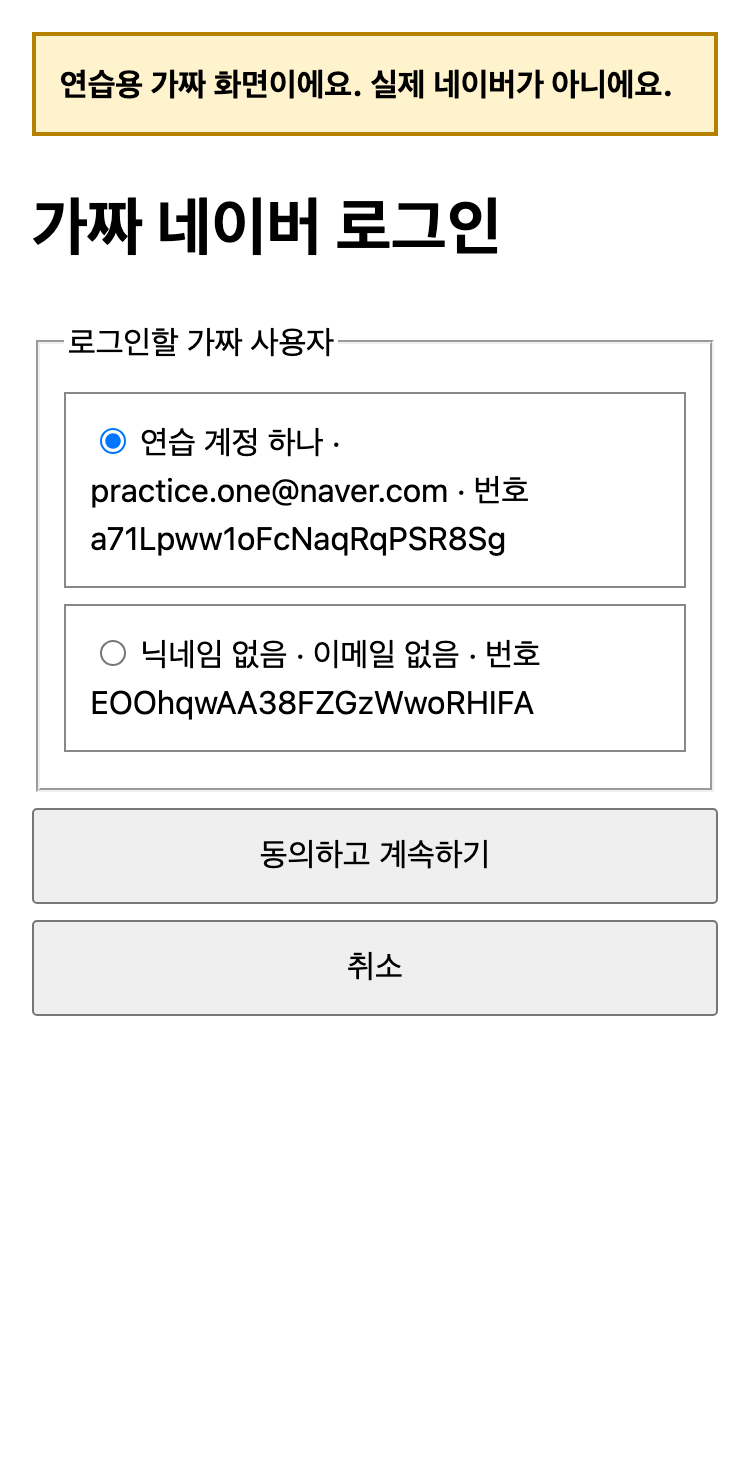 연습용 가짜 화면이에요. 실제 네이버가 아니에요.
가짜 네이버 로그인
로그인할 가짜 사용자
연습 계정 하나 ·
practice.one@naver.com · 번호
a71Lpww1oFcNaqRqPSR8Sg
닉네임 없음 · 이메일 없음 · 번호
EOOhqwAA38FZGzWwoRHIFA
동의하고 계속하기
취소